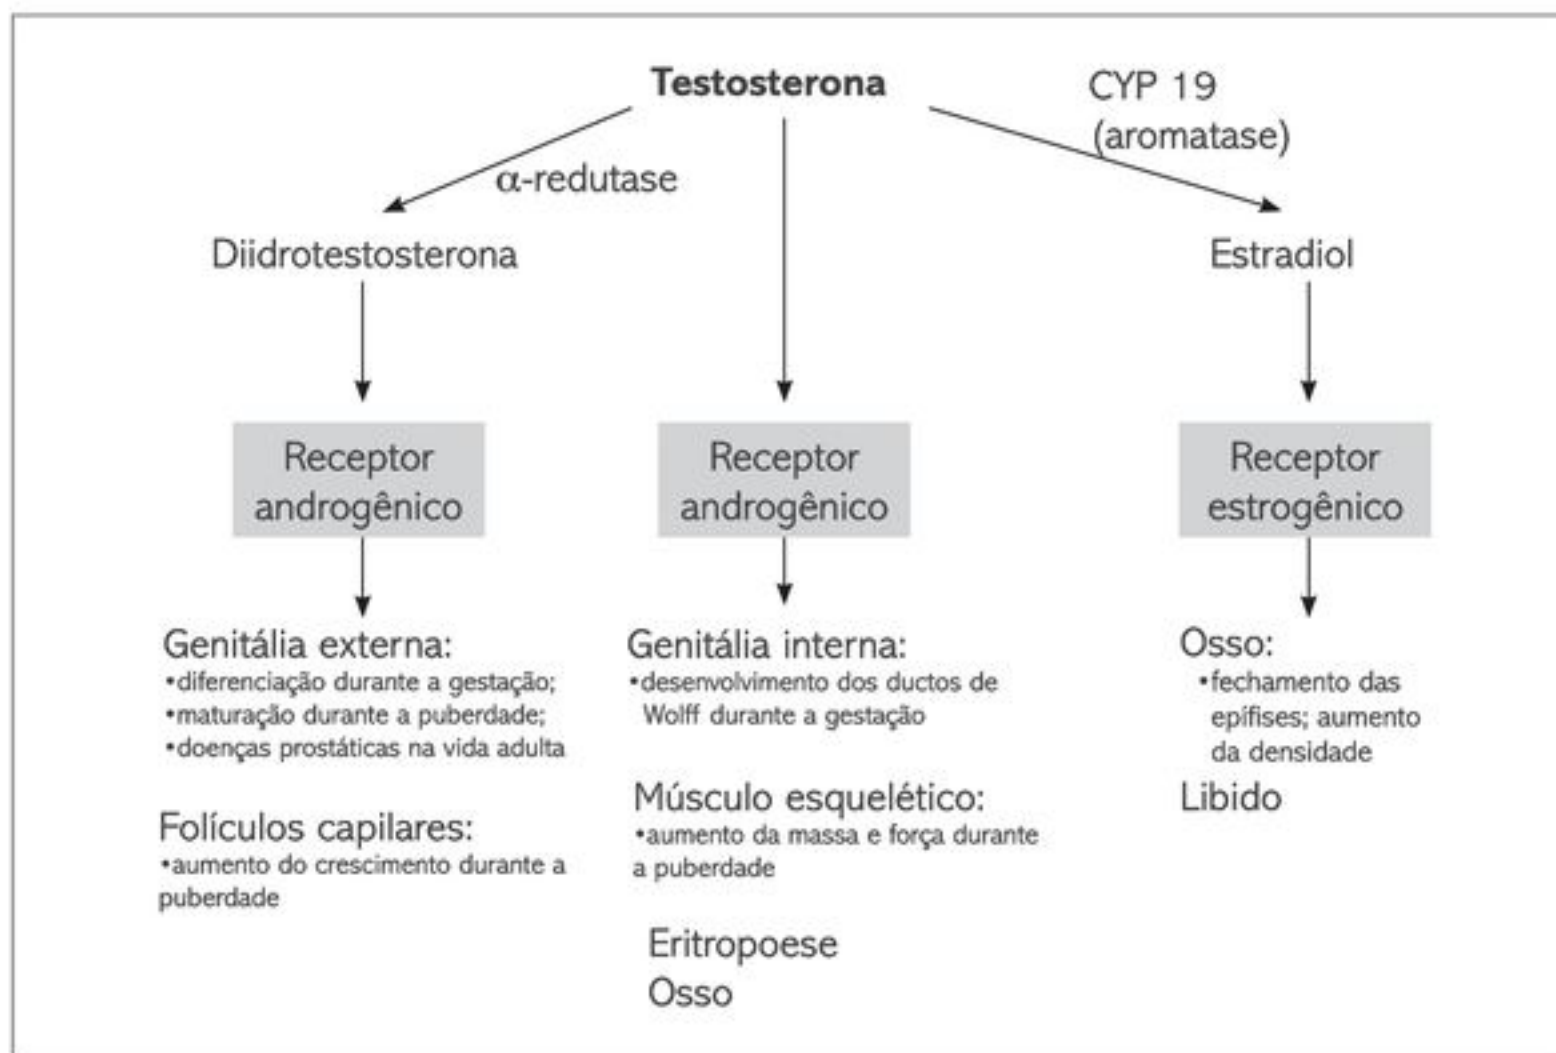 Testosterona
CYP 19
(aromatase)
α-redutase
Diidrotestosterona
Estradiol
Receptor
androgênico
Receptor
androgênico
Receptor
estrogênico
Genitália externa:
•diferenciação durante a gestação;
•maturação durante a puberdade;
•doenças prostáticas na vida adulta
Folículos capilares:
•aumento do crescimento durante a
puberdade
Genitália interna:
•desenvolvimento dos ductos de
Wolff durante a gestação
Músculo esquelético:
•aumento da massa e força durante
a puberdade
Eritropoese
Osso
Osso:
•fechamento das
epífises; aumento
da densidade
Libido